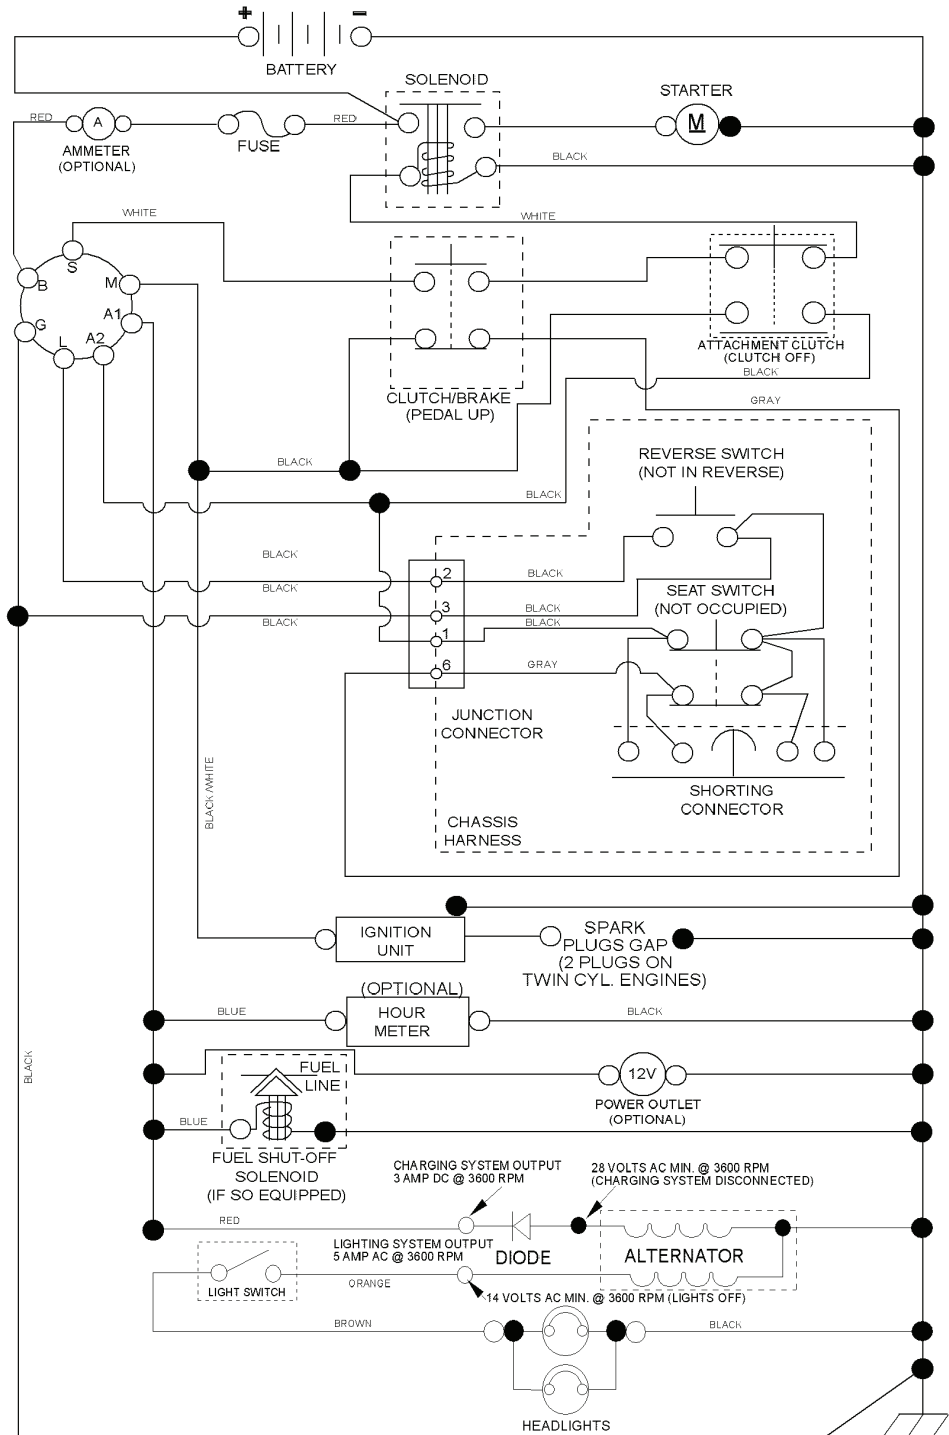 + −
BATTERY
SOLENOID
STARTER
RED
A
RED
M
AMMETER
(OPTIONAL)
FUSE
BLACK
WHITE
WHITE
S
B
M
A1
G
L
A2
ATTACHMENT CLUTCH
(CLUTCH OFF)
BLACK
CLUTCH/BRAKE
(PEDAL UP)
GRAY
BLACK
REVERSE SWITCH
(NOT IN REVERSE)
BLACK
BLACK
2
BLACK
BLACK
SEAT SWITCH
(NOT OCCUPIED)
3
BLACK
BLACK
BLACK
1
6
GRAY
JUNCTION
CONNECTOR
BLACK/WHITE
SHORTING
CONNECTOR
CHASSIS
HARNESS
IGNITION
UNIT
SPARK
PLUGS GAP
(2 PLUGS ON
TWIN CYL. ENGINES)
(OPTIONAL)
BLUE
HOUR
METER
BLACK
BLACK
FUEL
LINE
12V
POWER OUTLET
(OPTIONAL)
BLUE
FUEL SHUT-OFF
SOLENOID
(IF SO EQUIPPED)
CHARGING SYSTEM OUTPUT
3 AMP DC @ 3600 RPM
28 VOLTS AC MIN. @ 3600 RPM
(CHARGING SYSTEM DISCONNECTED)
RED
LIGHTING SYSTEM OUTPUT
5 AMP AC @ 3600 RPM
DIODE
ALTERNATOR
LIGHT SWITCH
ORANGE
14 VOLTS AC MIN. @ 3600 RPM (LIGHTS OFF)
BROWN
BLACK
HEADLIGHTS